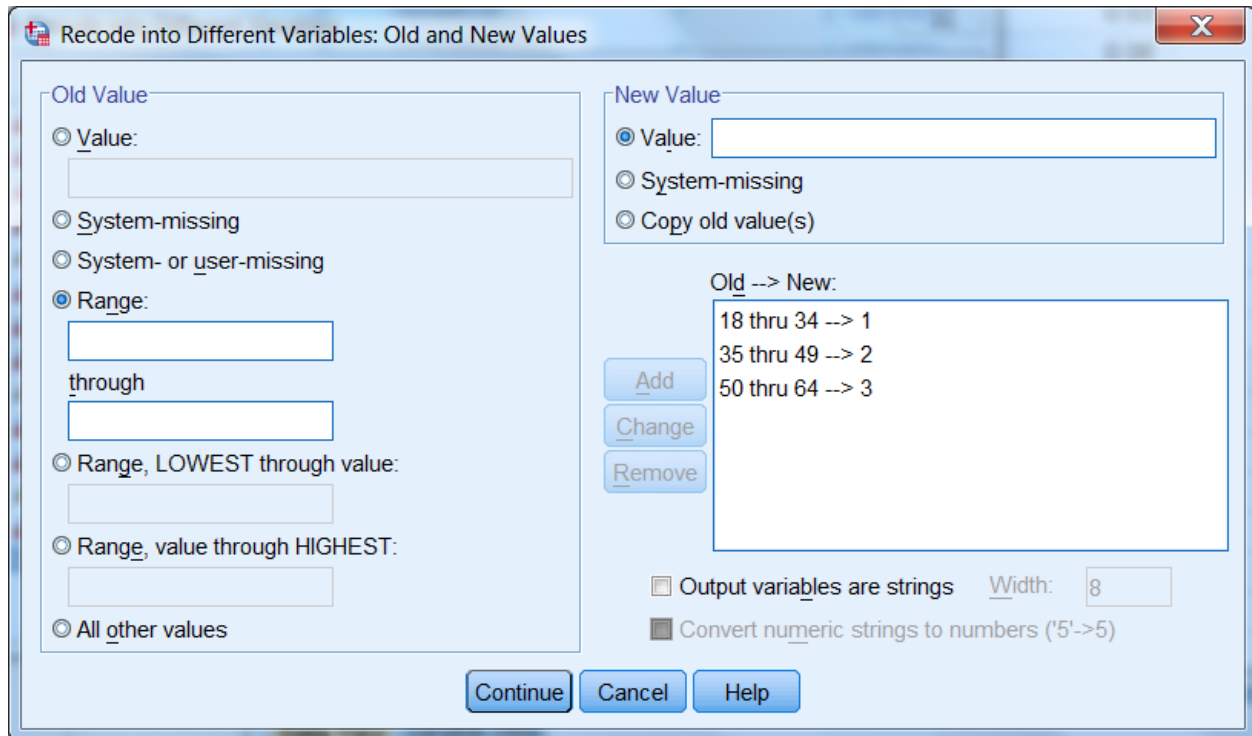 Recode into Different Variables: Old and New Values
Old Value
Value:
System-missing
System- or user-missing
Range:
through
Range, LOWEST through value:
Range, value through HIGHEST:
All other values
New Value
Value:
System-missing
Copy old value(s)
Old --> New:
18 thru 34 --> 1
35 thru 49 --> 2
50 thru 64 --> 3
Add
Change
Remove
Output variables are strings Width: 8
Convert numeric strings to numbers ('5'->5)
Continue Cancel Help